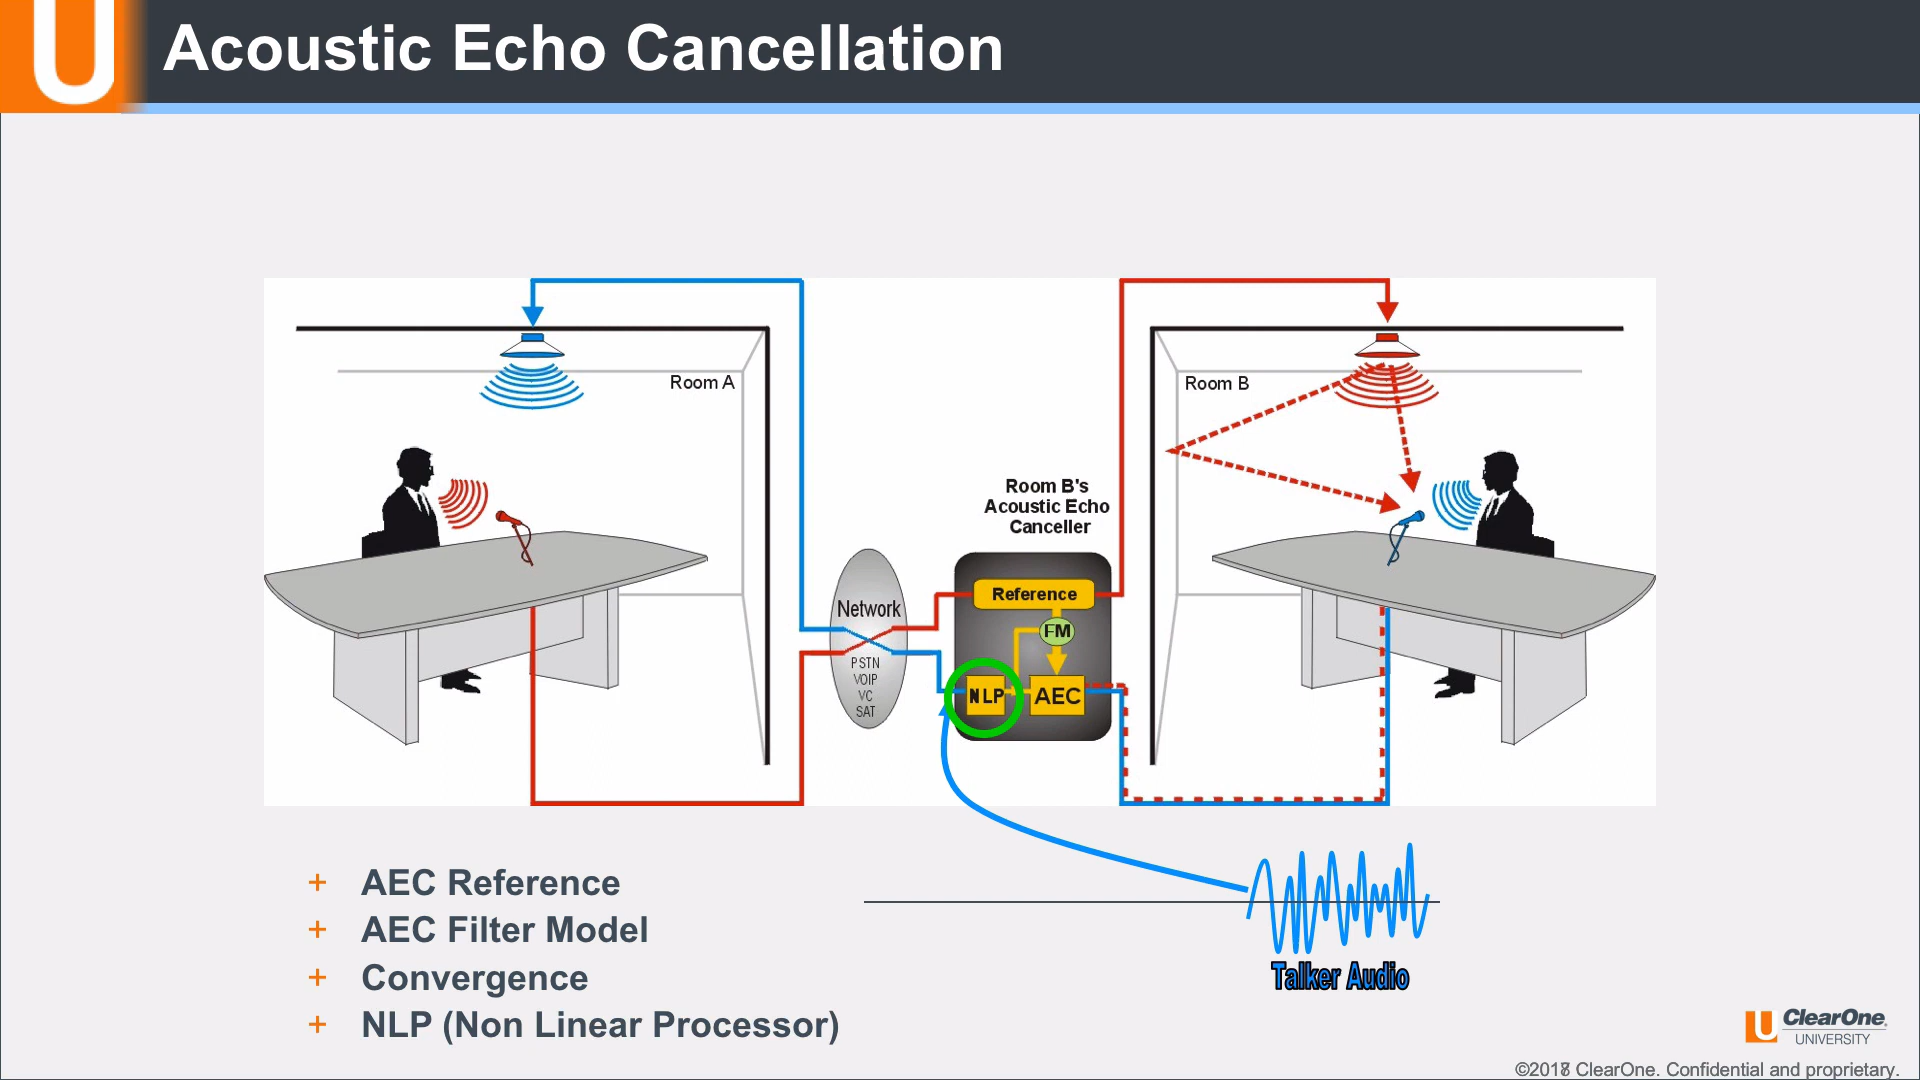 U Acoustic Echo Cancellation
Room A
Room B
Room B's
Acoustic Echo
Canceller
Network
PSTN
VOIP
VC
SAT
Reference
FM
NLP
AEC
+ AEC Reference
+ AEC Filter Model
+ Convergence
+ NLP (Non Linear Processor)
Talker Audio
U ClearOne.
UNIVERSITY
ClearOne. Confidential and proprietary.